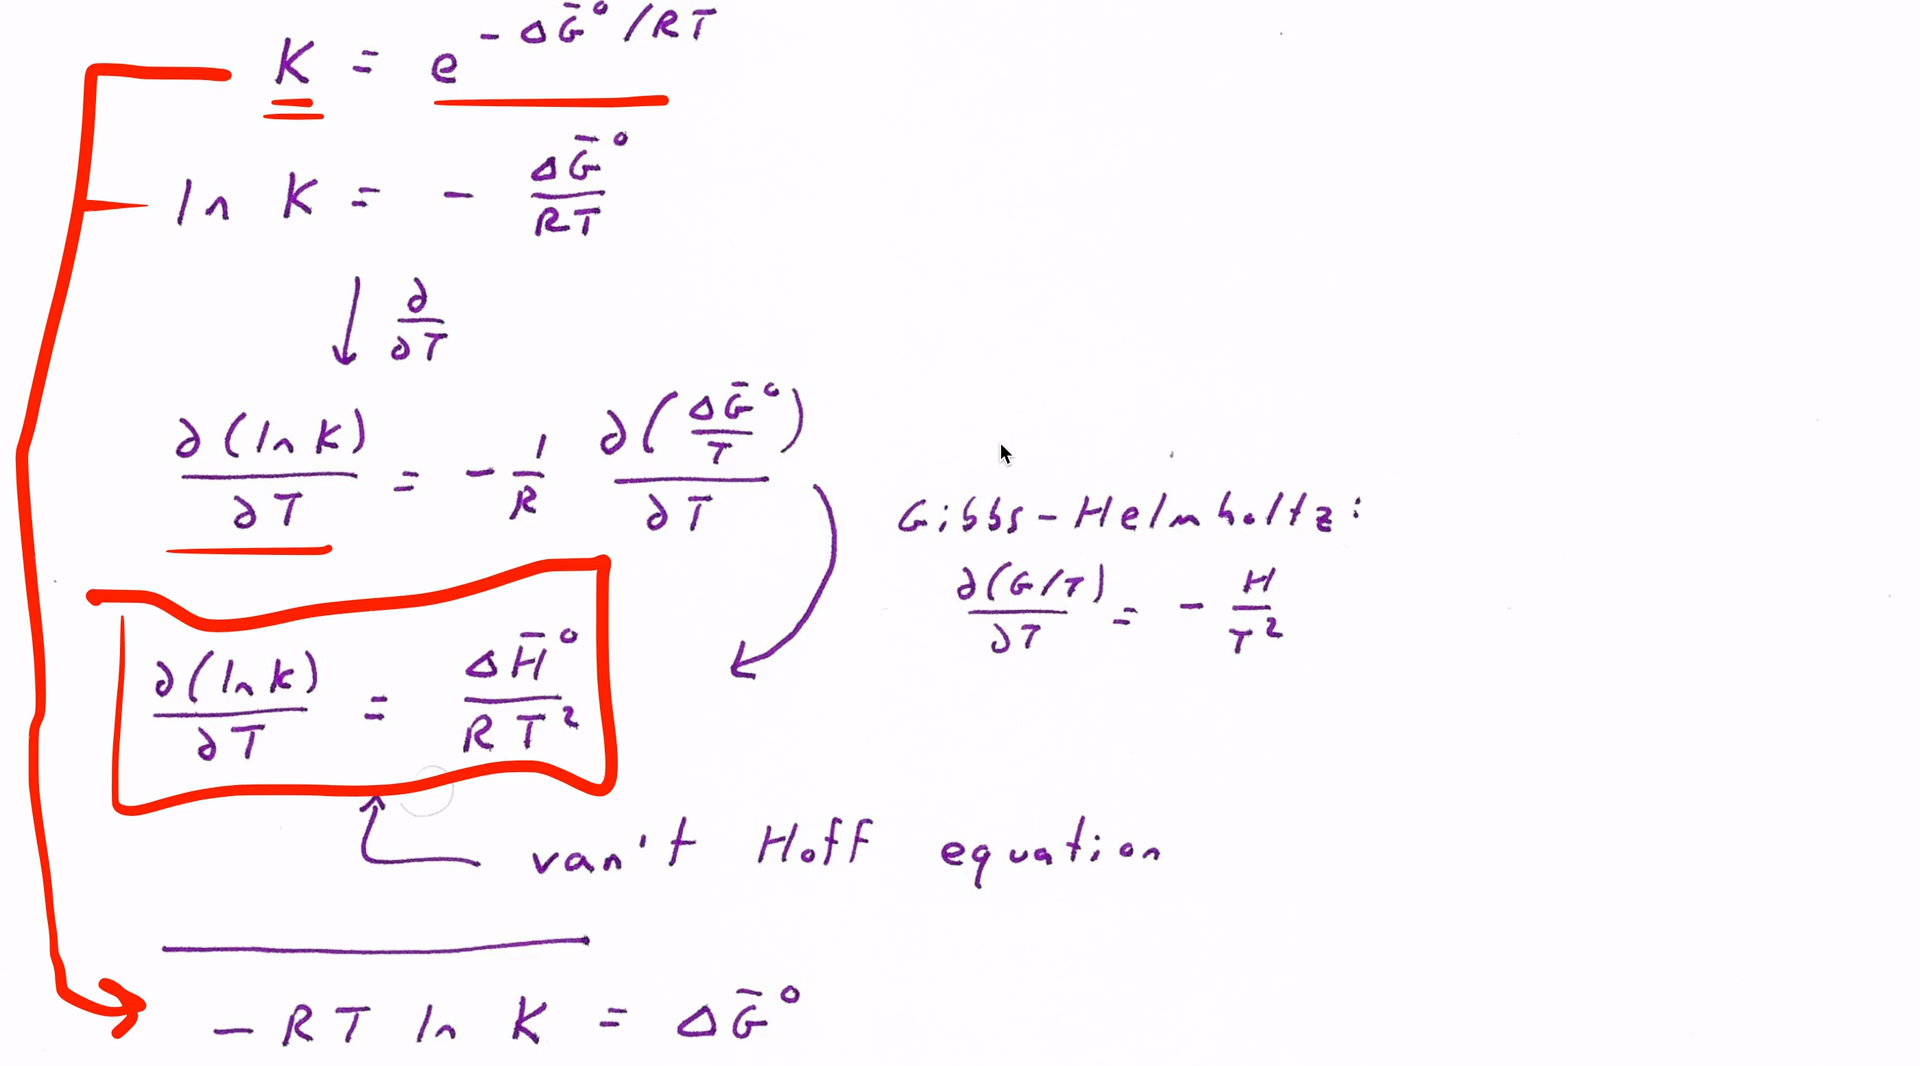 K = e^{-ΔḠ°/RT}
ln K = - ΔḠ°/RT
↓ ∂/∂T
∂(ln K)/∂T = - 1/R ∂(ΔḠ°/T)/∂T
Gibbs-Helmholtz:
∂(G/T)/∂T = - H/T²
∂(ln K)/∂T = ΔH̄°/RT²
van't Hoff equation
-RT ln K = ΔḠ°